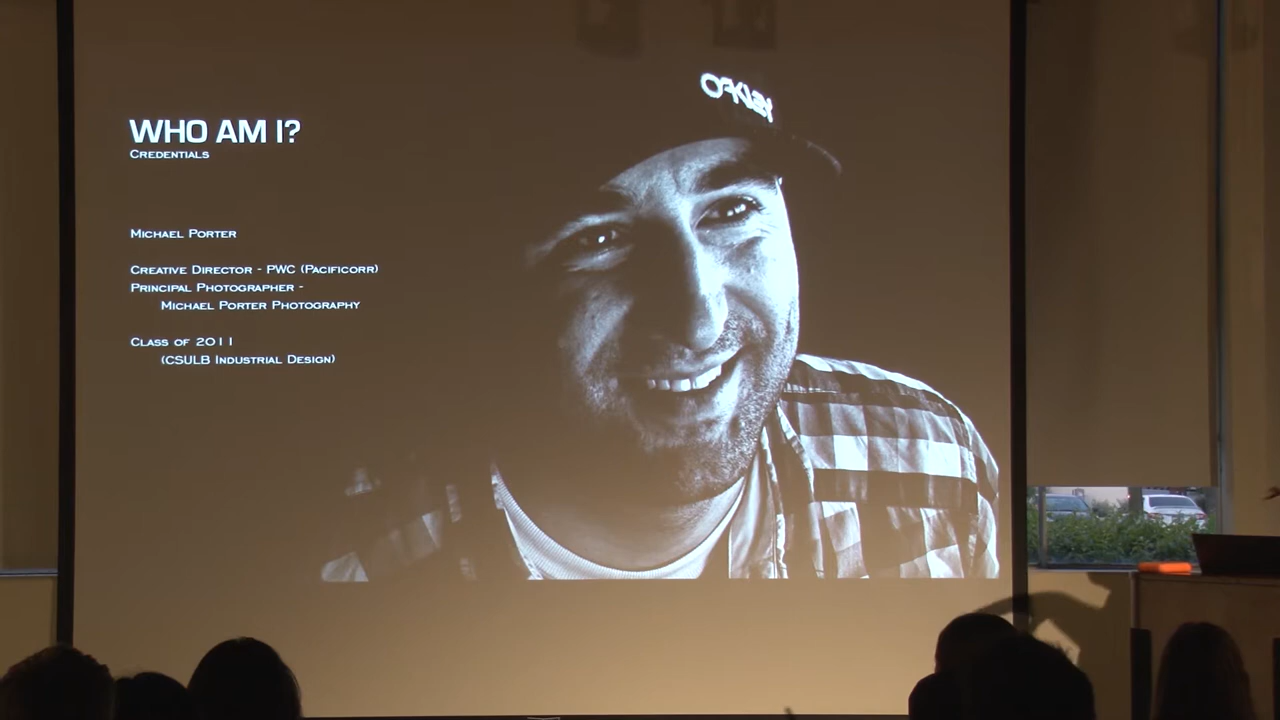 OAKLEY
WHO AM I?
CREDENTIALS
MICHAEL PORTER
CREATIVE DIRECTOR - PWC (PACIFICORR)
PRINCIPAL PHOTOGRAPHER -
MICHAEL PORTER PHOTOGRAPHY
CLASS OF 2011
(CSULB INDUSTRIAL DESIGN)